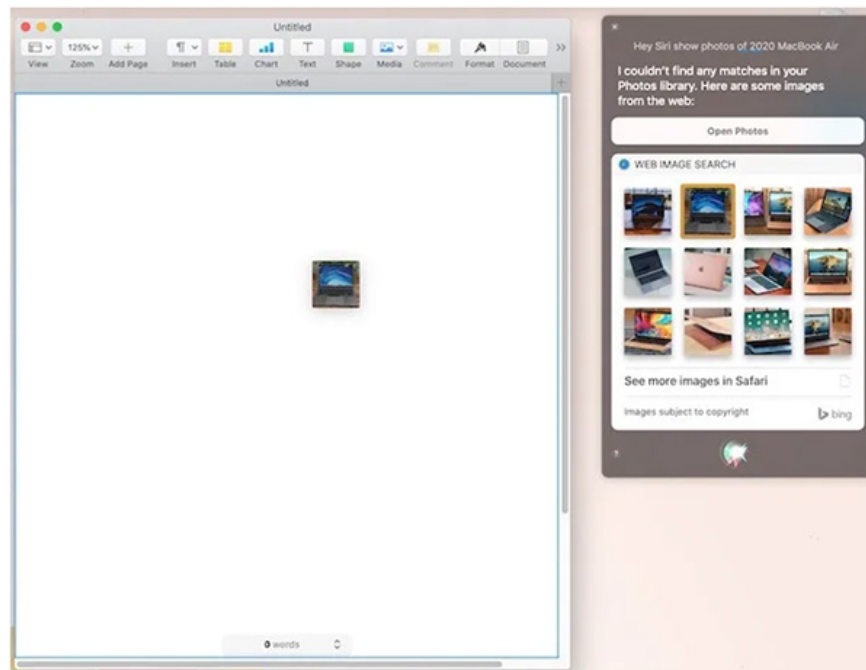 Untitled
125%
View Zoom Add Page Insert Table Chart Text Shape Media Comment Format Document
Untitled
0 words
Hey Siri show photos of 2020 MacBook Air
I couldn't find any matches in your
Photos library. Here are some images
from the web:
Open Photos
WEB IMAGE SEARCH
See more images in Safari
Images subject to copyright
bing